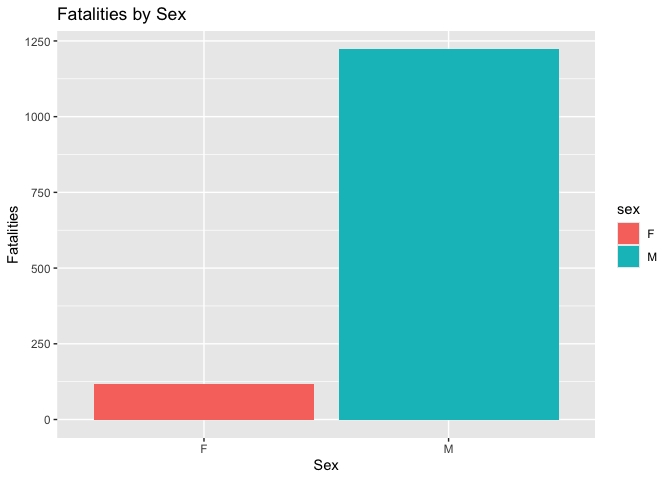 Fatalities by Sex
Fatalities
1250
1000
750
500
250
0
F
M
Sex
sex
F
M